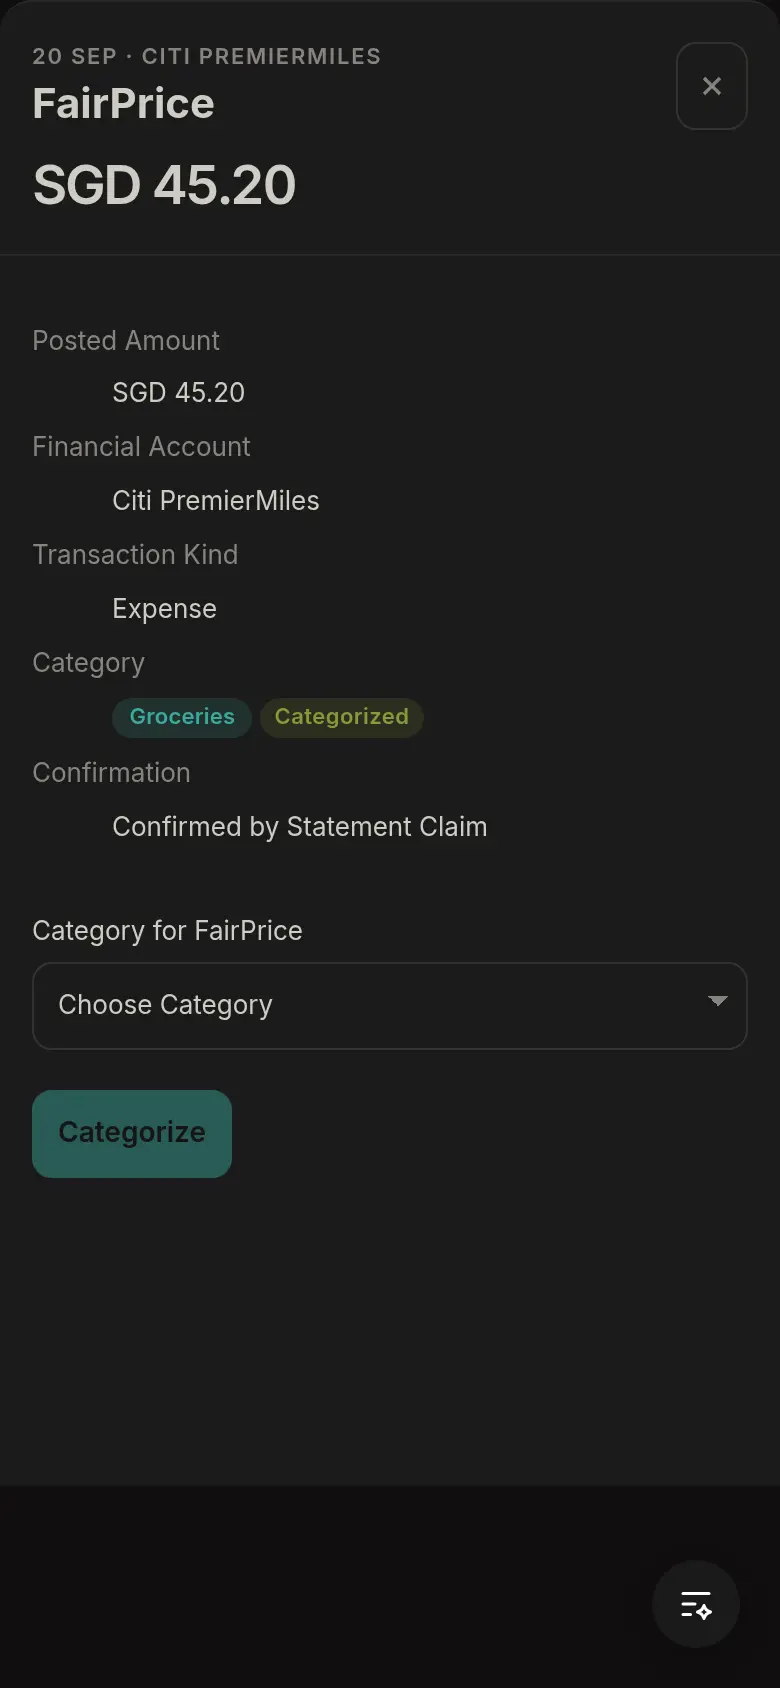 20 SEP · CITI PREMIERMILES
FairPrice
SGD 45.20
Posted Amount
SGD 45.20
Financial Account
Citi PremierMiles
Transaction Kind
Expense
Category
Groceries Categorized
Confirmation
Confirmed by Statement Claim
Category for FairPrice
Choose Category
Categorize